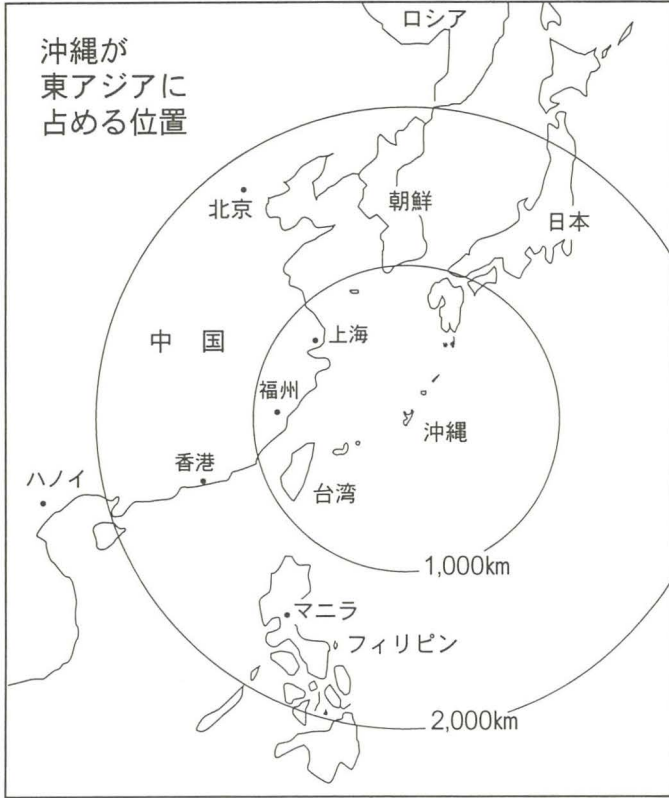 沖縄が
東アジアに
占める位置
ロシア
北京
朝鮮
日本
中 国
上海
福州
沖縄
香港
ハノイ
台湾
1,000km
マニラ
フィリピン
2,000km